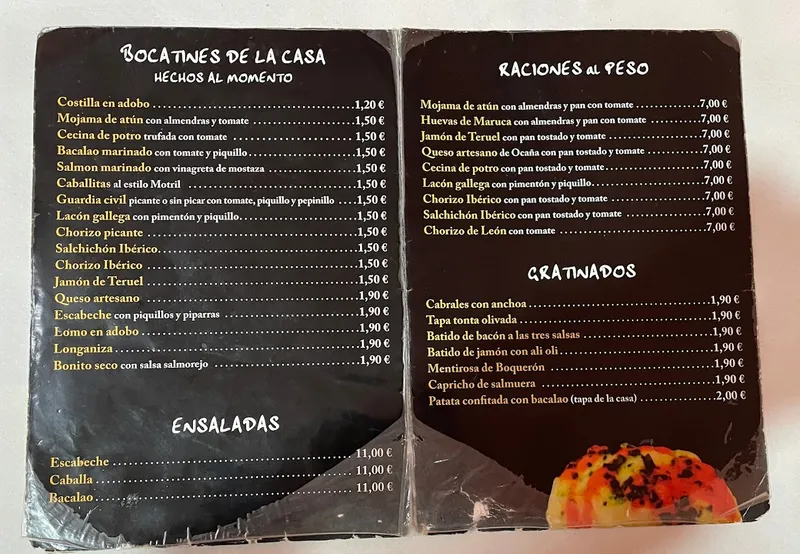 BOCATINES DE LA CASA
HECHOS AL MOMENTO
Costilla en adobo 1,20 €
Mojama de atún con almendras y tomate 1,50 €
Cecina de potro trufada con tomate 1,50 €
Bacalao marinado con tomate y piquillo 1,50 €
Salmon marinado con vinagreta de mostaza 1,50 €
Caballitas al estilo Motril 1,50 €
Guardia civil picante o sin picar con tomate, piquillo y pepinillo 1,50 €
Lacón gallega con pimentón y piquillo 1,50 €
Chorizo picante 1,50 €
Salchichón Ibérico 1,50 €
Chorizo Ibérico 1,50 €
Jamón de Teruel 1,50 €
Queso artesano 1,90 €
Escabeche con piquillos y piparras 1,90 €
Lomo en adobo 1,90 €
Longaniza 1,90 €
Bonito seco con salsa salmorejo 1,90 €
ENSALADAS
Escabeche 11,00 €
Caballa 11,00 €
Bacalao 11,00 €
RACIONES al PESO
Mojama de atún con almendras y pan con tomate 7,00 €
Huevas de Maruca con almendras y pan con tomate 7,00 €
Jamón de Teruel con pan tostado y tomate 7,00 €
Queso artesano de Ocaña con pan tostado y tomate 7,00 €
Cecina de potro con pan tostado y tomate 7,00 €
Lacón gallega con pimentón y piquillo 7,00 €
Chorizo Ibérico con pan tostado y tomate 7,00 €
Salchichón Ibérico con pan tostado y tomate 7,00 €
Chorizo de León con tomate 7,00 €
GRATINADOS
Cabrales con anchoa 1,90 €
Tapa tonta olivada 1,90 €
Batido de bacón a las tres salsas 1,90 €
Batido de jamón con ali oli 1,90 €
Mentirosa de Boquerón 1,90 €
Capricho de salmuera 1,90 €
Patata confitada con bacalao (tapa de la casa) 2,00 €